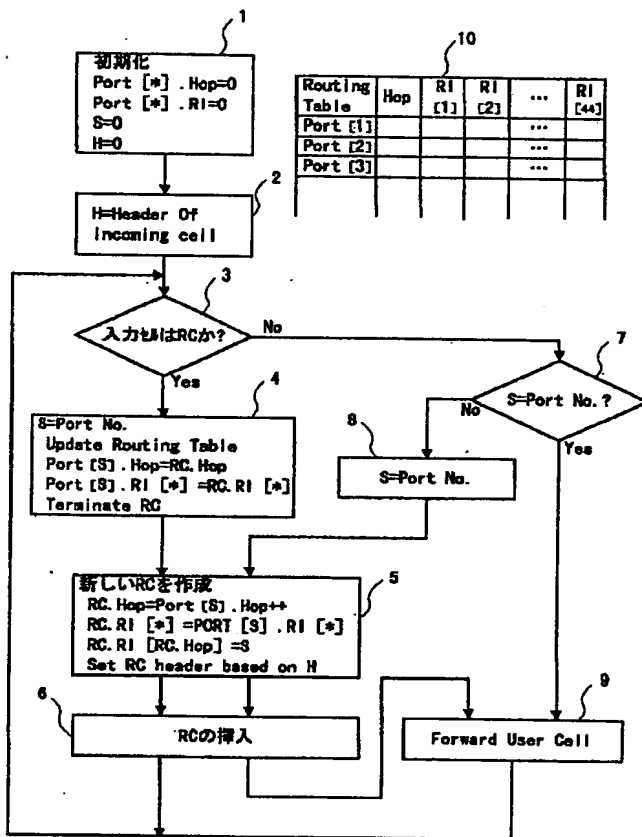 1
初期化
Port [*] .Hop=0
Port [*] .RI=0
S=0
H=0
10
Routing Table Hop RI [1] RI [2] ... RI [44]
Port [1] ...
Port [2] ...
Port [3] ...
2
H=Header Of
incoming cell
3
入力ｾﾙはRCか?
No
Yes
7
S=Port No.?
No
Yes
4
S=Port No.
Update Routing Table
Port [S] .Hop=RC.Hop
Port [S] .RI [*] =RC.RI [*]
Terminate RC
8
S=Port No.
5
新しいRCを作成
RC.Hop=Port [S] .Hop++
RC.RI [*] =PORT [S] .RI [*]
RC.RI [RC.Hop] =S
Set RC header based on H
6
RCの挿入
9
Forward User Cell